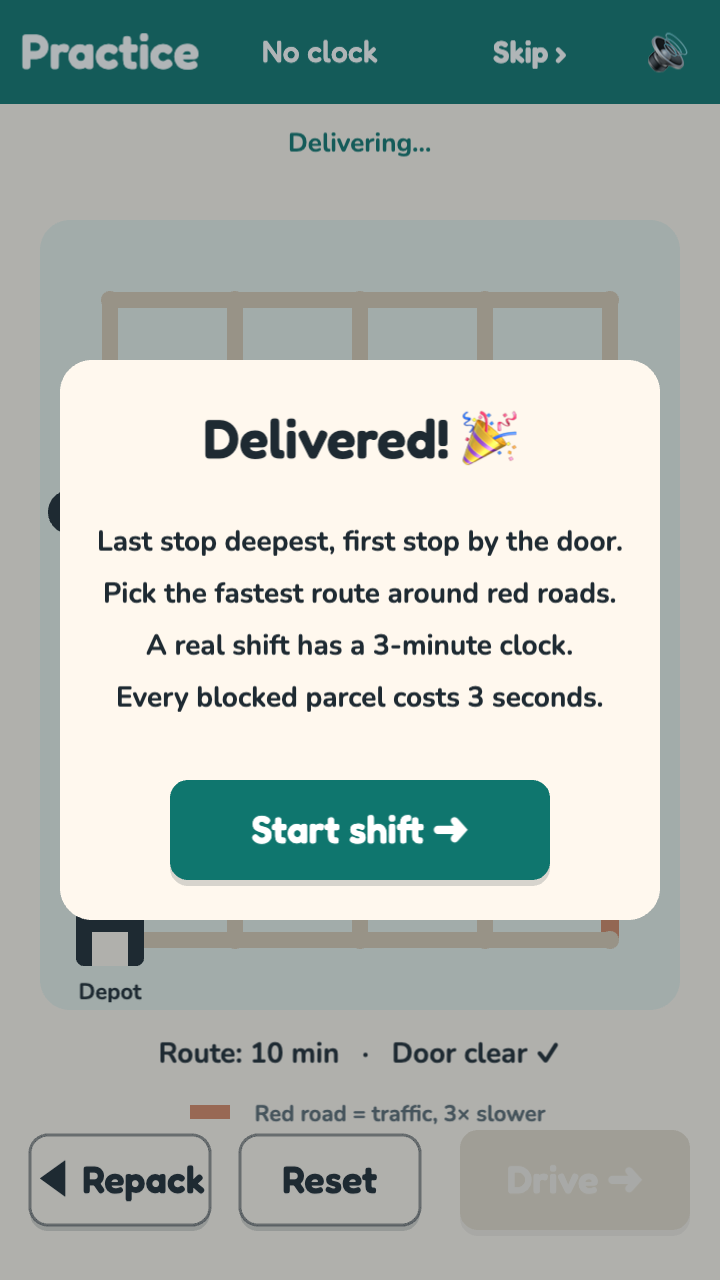 Practice No clock Skip ›
Delivering...
Delivered!
Last stop deepest, first stop by the door.
Pick the fastest route around red roads.
A real shift has a 3-minute clock.
Every blocked parcel costs 3 seconds.
Start shift ➜
Depot
Route: 10 min · Door clear ✓
Red road = traffic, 3× slower
◀ Repack Reset Drive ➜